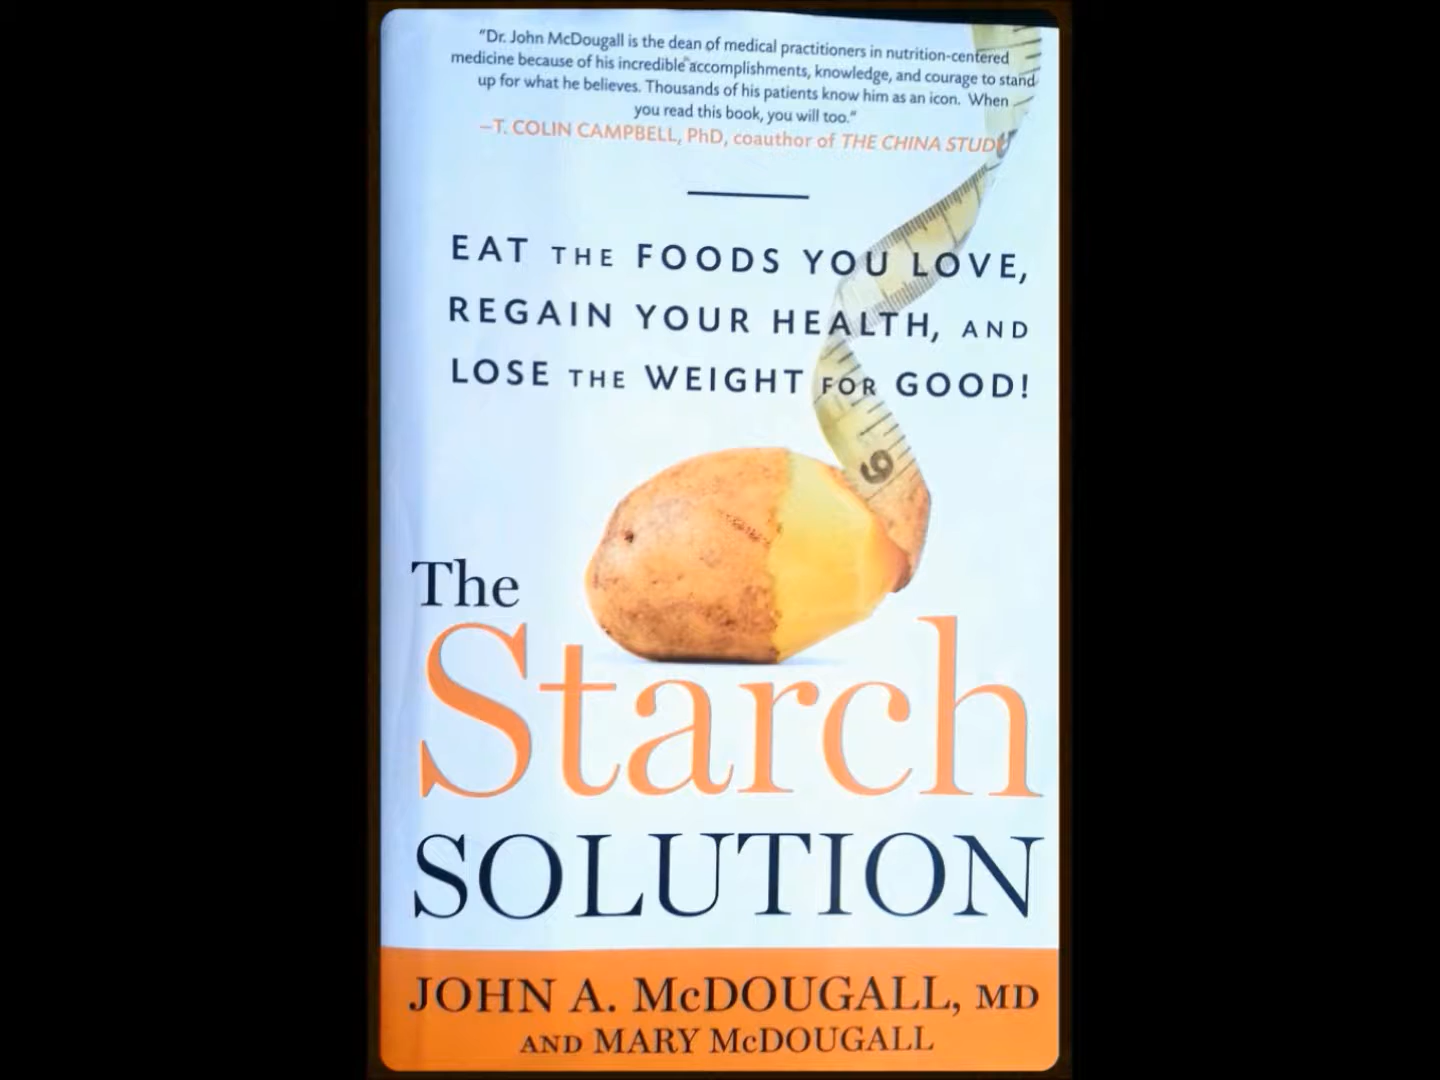 "Dr. John McDougall is the dean of medical practitioners in nutrition-centered
medicine because of his incredible accomplishments, knowledge, and courage to stand
up for what he believes. Thousands of his patients know him as an icon. When
you read this book, you will too."
—T. COLIN CAMPBELL, PhD, coauthor of THE CHINA STUDY
EAT THE FOODS YOU LOVE,
REGAIN YOUR HEALTH, AND
LOSE THE WEIGHT FOR GOOD!
9
The
Starch
SOLUTION
JOHN A. McDOUGALL, MD
AND MARY McDOUGALL